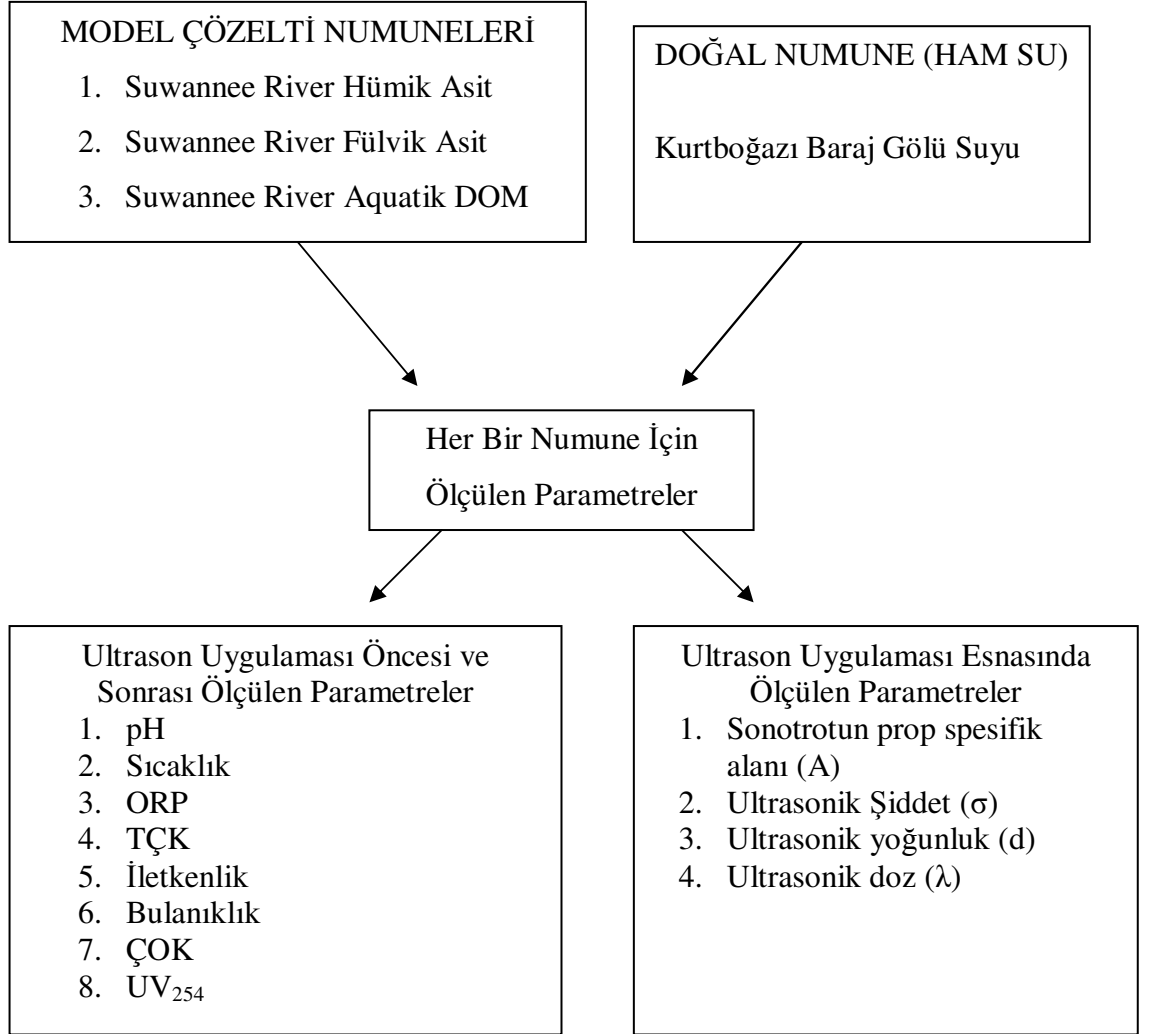 MODEL ÇÖZELTİ NUMUNELERİ
1. Suwannee River Hümik Asit
2. Suwannee River Fülvik Asit
3. Suwannee River Aquatik DOM
DOĞAL NUMUNE (HAM SU)
Kurtboğazı Baraj Gölü Suyu
Her Bir Numune İçin
Ölçülen Parametreler
Ultrason Uygulaması Öncesi ve
Sonrası Ölçülen Parametreler
1. pH
2. Sıcaklık
3. ORP
4. TÇK
5. İletkenlik
6. Bulanıklık
7. ÇOK
8. UV₂₅₄
Ultrason Uygulaması Esnasında
Ölçülen Parametreler
1. Sonotrotun prop spesifik
alanı (A)
2. Ultrasonik Şiddet (σ)
3. Ultrasonik yoğunluk (d)
4. Ultrasonik doz (λ)